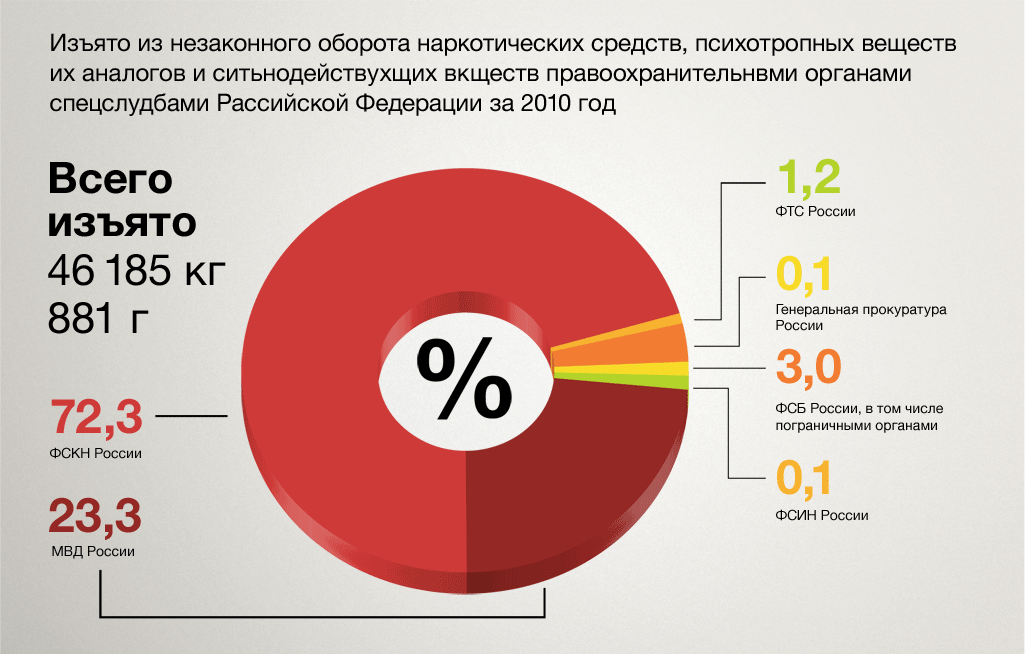 Изъято из незаконного оборота наркотических средств, психотропных веществ
их аналогов и ситьнодействухщих вкществ правоохранительнвми органами
спецслудбами Рассийской Федерации за 2010 год
Всего
изъято
46 185 кг
881 г
72,3
ФСКН России
23,3
МВД России
%
1,2
ФТС России
0,1
Генеральная прокуратура
России
3,0
ФСБ России, в том числе
пограничными органами
0,1
ФСИН России